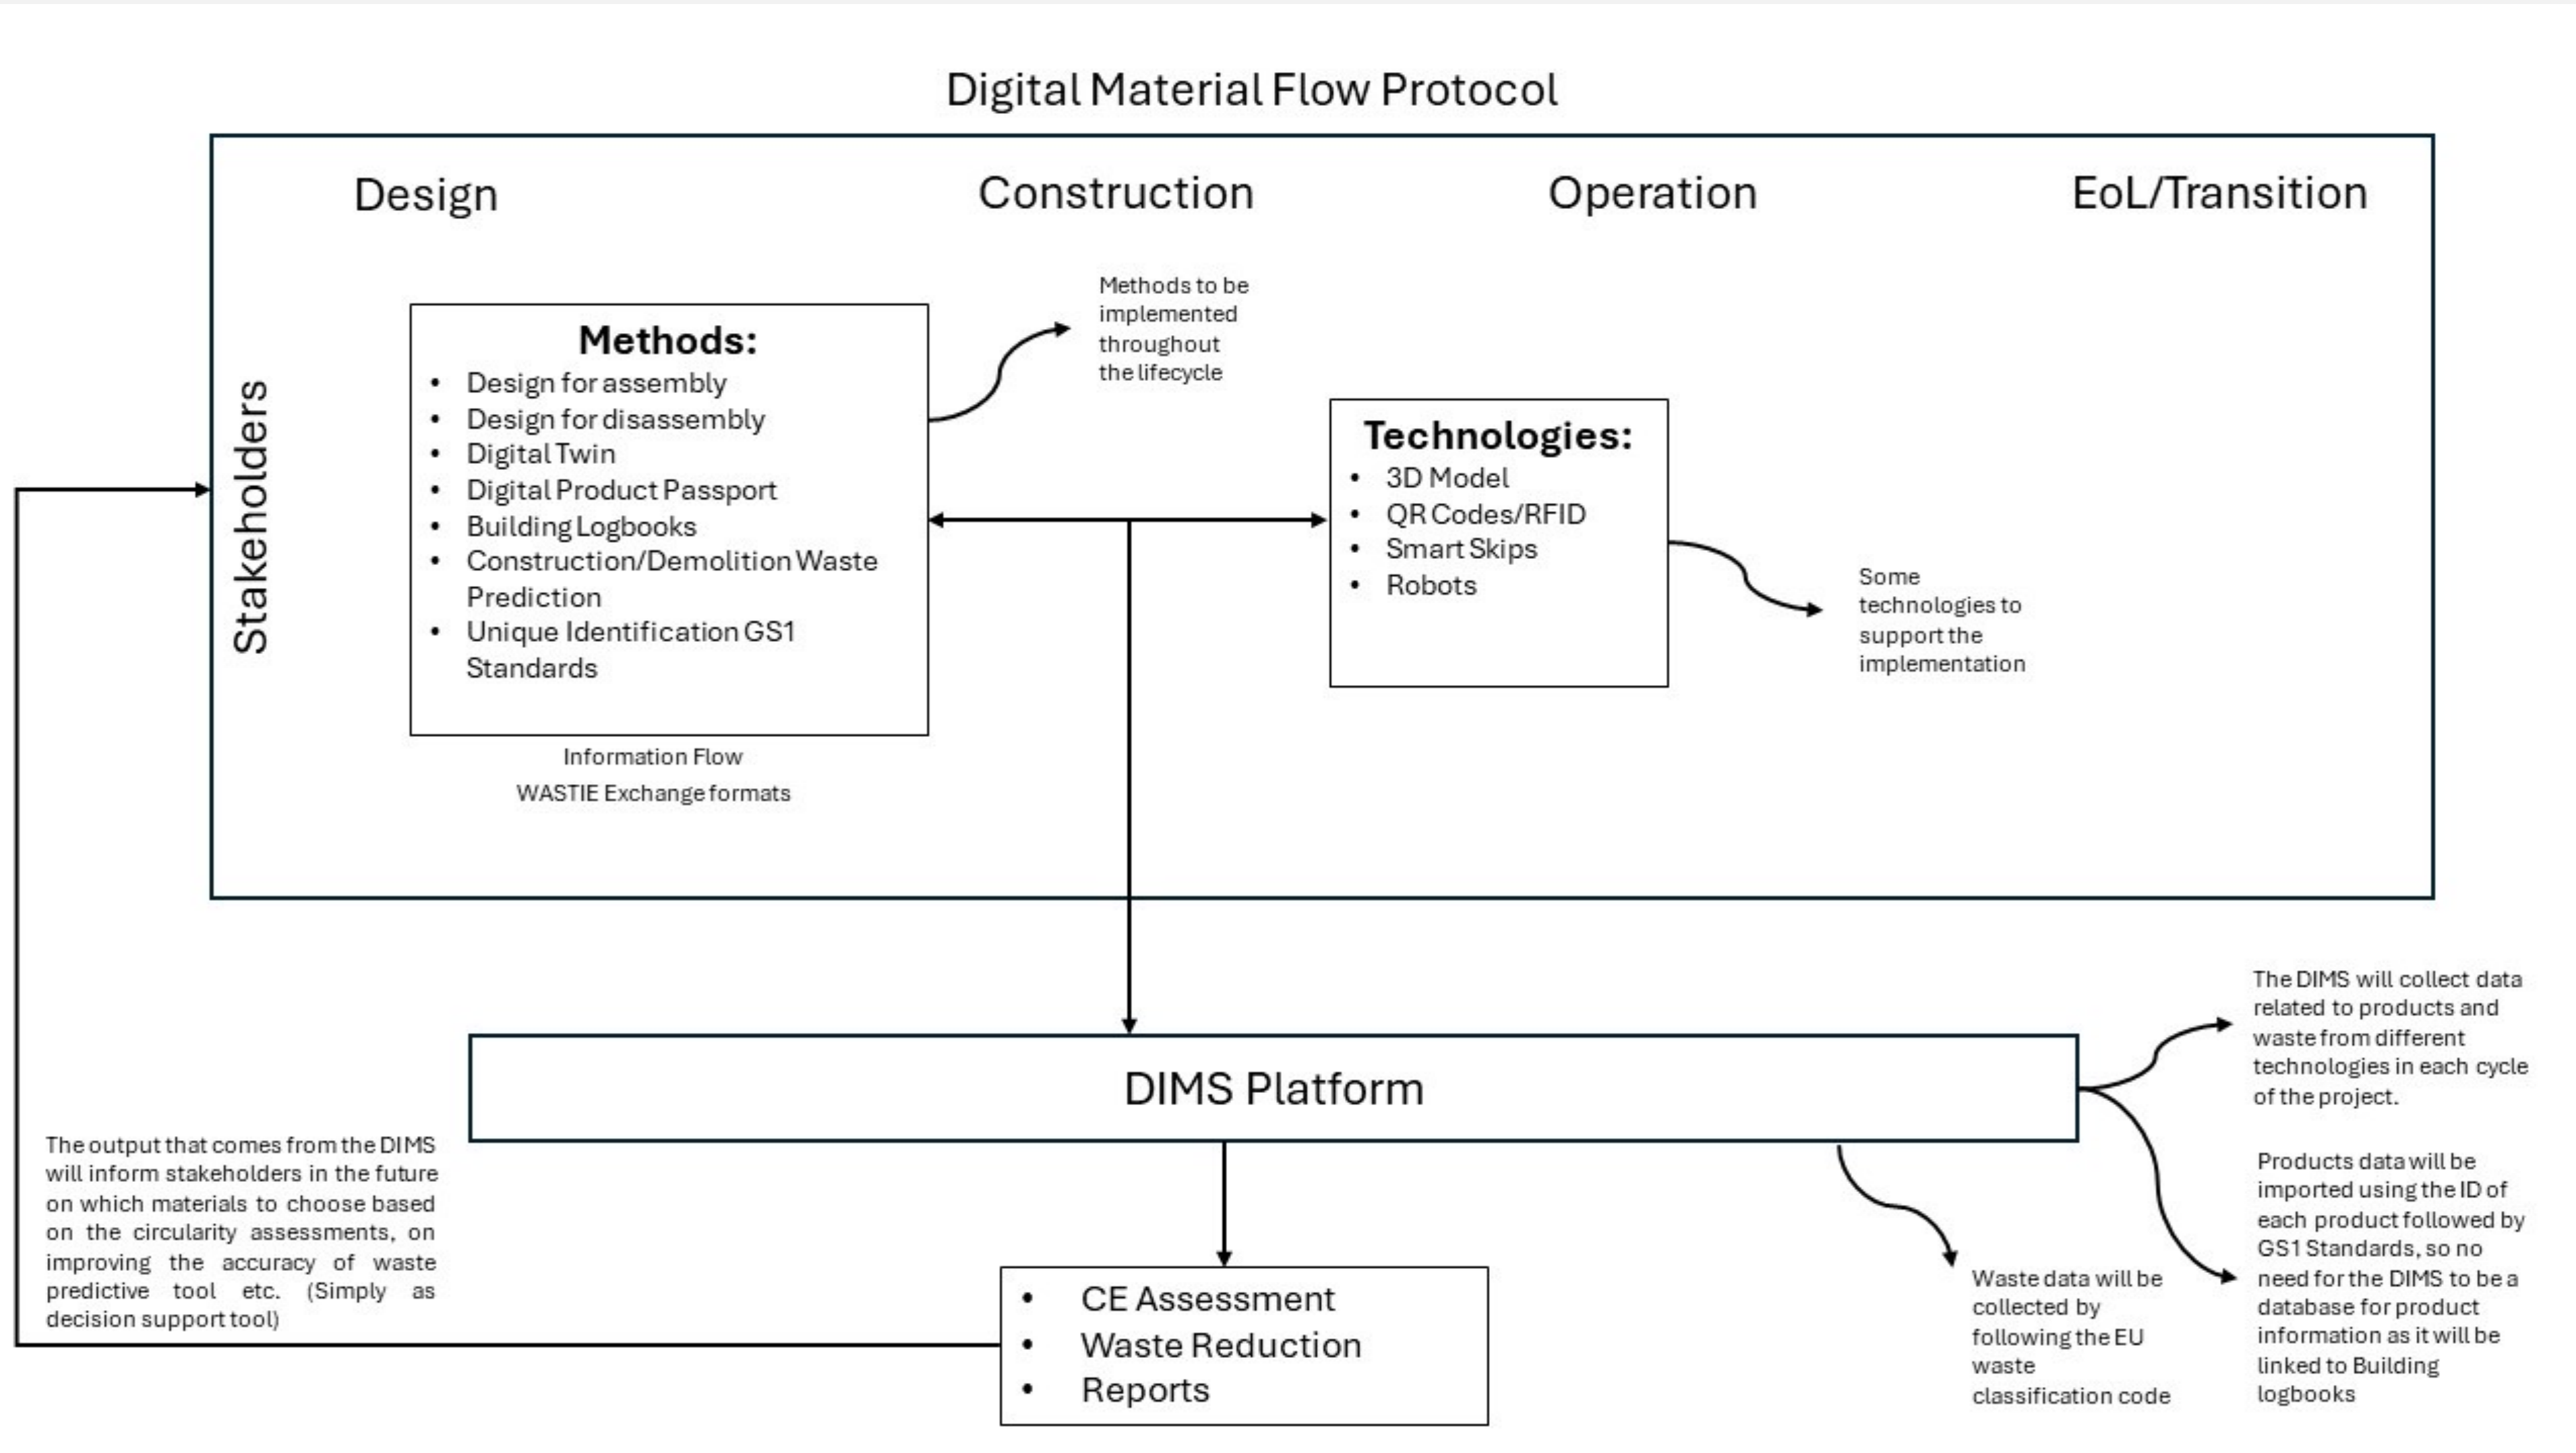 Digital Material Flow Protocol
Design
Construction
Operation
EoL/Transition
Stakeholders
Methods:
• Design for assembly
• Design for disassembly
• Digital Twin
• Digital Product Passport
• Building Logbooks
• Construction/Demolition Waste
Prediction
• Unique Identification GS1
Standards
Information Flow
WASTIE Exchange formats
Methods to be
implemented
throughout
the lifecycle
Technologies:
• 3D Model
• QR Codes/RFID
• Smart Skips
• Robots
Some
technologies to
support the
implementation
DIMS Platform
The DIMS will collect data
related to products and
waste from different
technologies in each cycle
of the project.
Products data will be
imported using the ID of
each product followed by
GS1 Standards, so no
need for the DIMS to be a
database for product
information as it will be
linked to Building
logbooks
Waste data will be
collected by
following the EU
waste
classification code
• CE Assessment
• Waste Reduction
• Reports
The output that comes from the DIMS
will inform stakeholders in the future
on which materials to choose based
on the circularity assessments, on
improving the accuracy of waste
predictive tool etc. (Simply as
decision support tool)